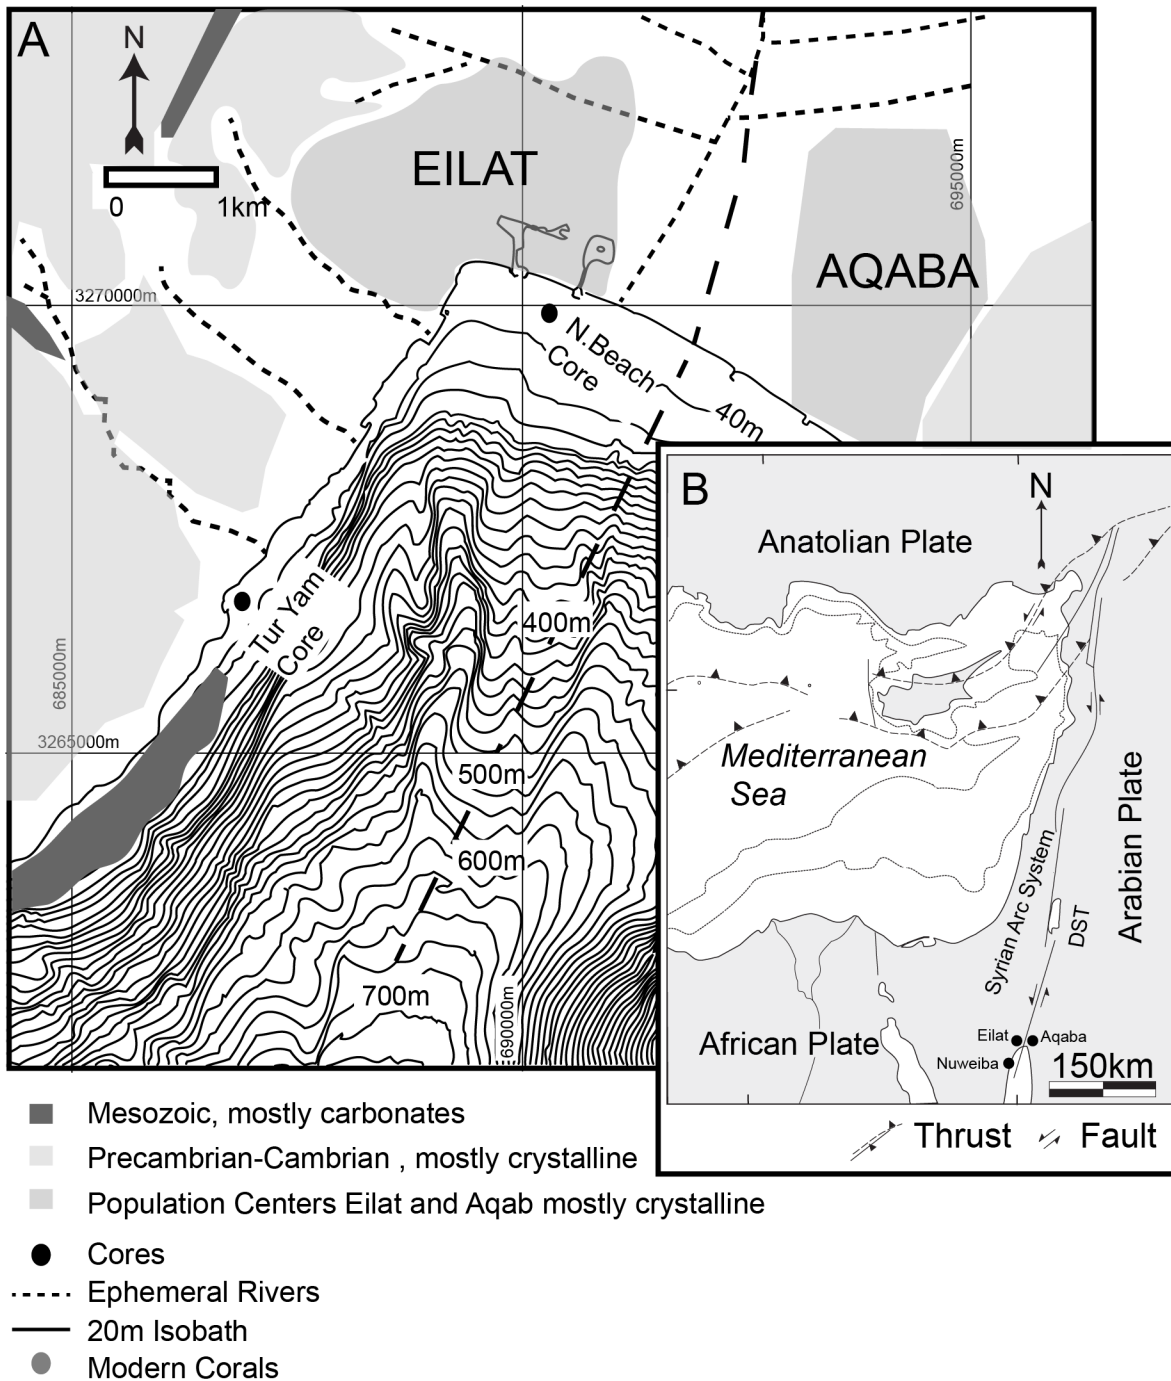 A
N
0
1km
EILAT
AQABA
695000m
3270000m
N.Beach
Core
40m
Tur Yam
Core
685000m
3265000m
400m
500m
600m
700m
690000m
B
N
Anatolian Plate
Mediterranean
Sea
Arabian Plate
Syrian Arc System
DST
African Plate
Eilat
Aqaba
Nuweiba
150km
Thrust
Fault
Mesozoic, mostly carbonates
Precambrian-Cambrian , mostly crystalline
Population Centers Eilat and Aqab mostly crystalline
Cores
Ephemeral Rivers
20m Isobath
Modern Corals